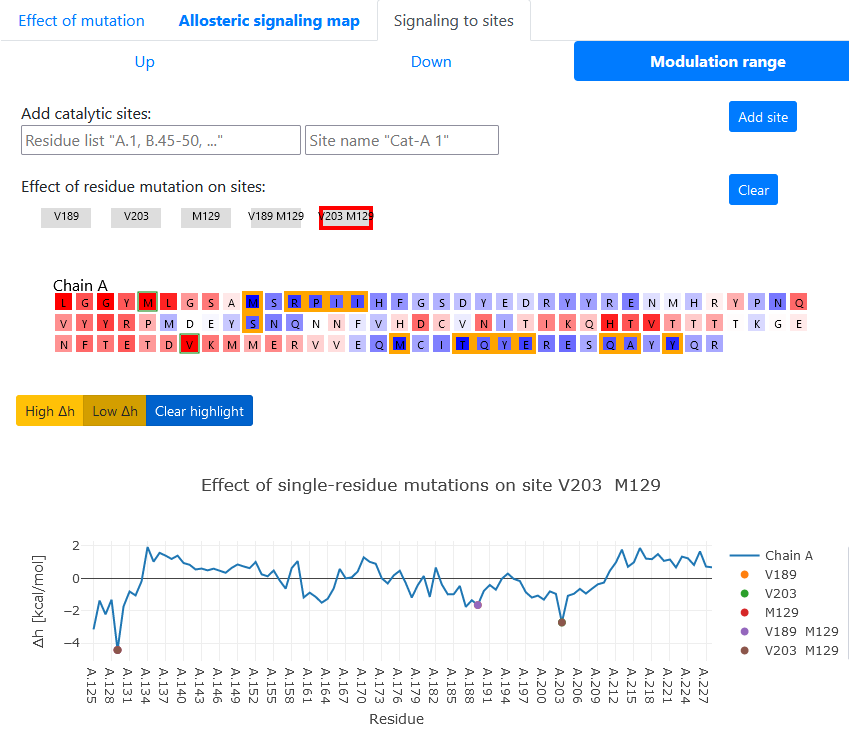 Effect of mutation Allosteric signaling map Signaling to sites
Up Down Modulation range
Add catalytic sites:
Add site
Residue list "A.1, B.45-50, ..." Site name "Cat-A 1"
Effect of residue mutation on sites:
Clear
V189 V203 M129 V189 M129 V203 M129
Chain A
L G G Y M L G S A M S R P I I H F G S D Y E D R Y Y R E N M H R Y P N Q
V Y Y R P M D E Y S N Q N N F V H D C V N I T I K Q H T V T T T T K G E
N F T E T D V K M M E R V V E Q M C I T Q Y E R E S Q A Y Y Q R
High Δh Low Δh Clear highlight
Effect of single-residue mutations on site V203 M129
Δh [kcal/mol]
2
0
−2
−4
A.125 A.128 A.131 A.134 A.137 A.140 A.143 A.146 A.149 A.152 A.155 A.158 A.161 A.164 A.167 A.170 A.173 A.176 A.179 A.182 A.185 A.188 A.191 A.194 A.197 A.200 A.203 A.206 A.209 A.212 A.215 A.218 A.221 A.224 A.227
Residue
Chain A
V189
V203
M129
V189 M129
V203 M129